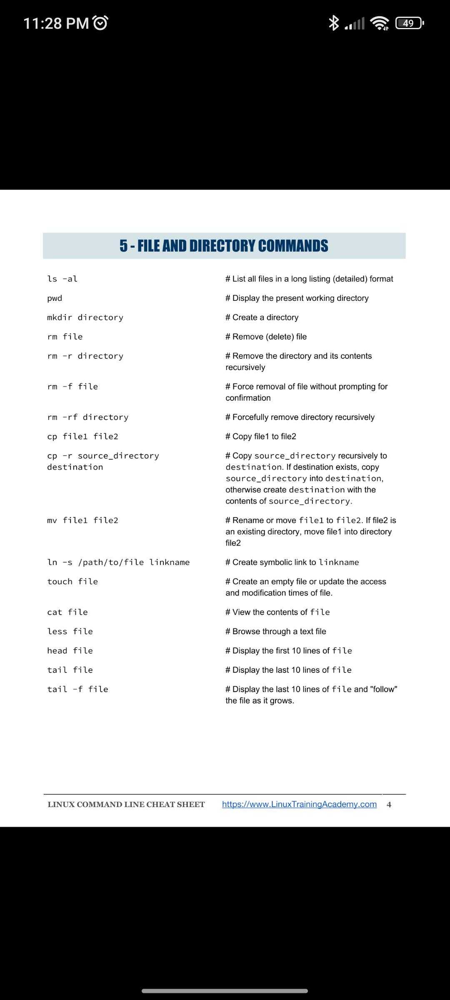 11:28 PM
49
5 - FILE AND DIRECTORY COMMANDS
ls -al # List all files in a long listing (detailed) format
pwd # Display the present working directory
mkdir directory # Create a directory
rm file # Remove (delete) file
rm -r directory # Remove the directory and its contents
recursively
rm -f file # Force removal of file without prompting for
confirmation
rm -rf directory # Forcefully remove directory recursively
cp file1 file2 # Copy file1 to file2
cp -r source_directory # Copy source_directory recursively to
destination destination. If destination exists, copy
source_directory into destination,
otherwise create destination with the
contents of source_directory.
mv file1 file2 # Rename or move file1 to file2. If file2 is
an existing directory, move file1 into directory
file2
ln -s /path/to/file linkname # Create symbolic link to linkname
touch file # Create an empty file or update the access
and modification times of file.
cat file # View the contents of file
less file # Browse through a text file
head file # Display the first 10 lines of file
tail file # Display the last 10 lines of file
tail -f file # Display the last 10 lines of file and "follow"
the file as it grows.
LINUX COMMAND LINE CHEAT SHEET https://www.LinuxTrainingAcademy.com 4